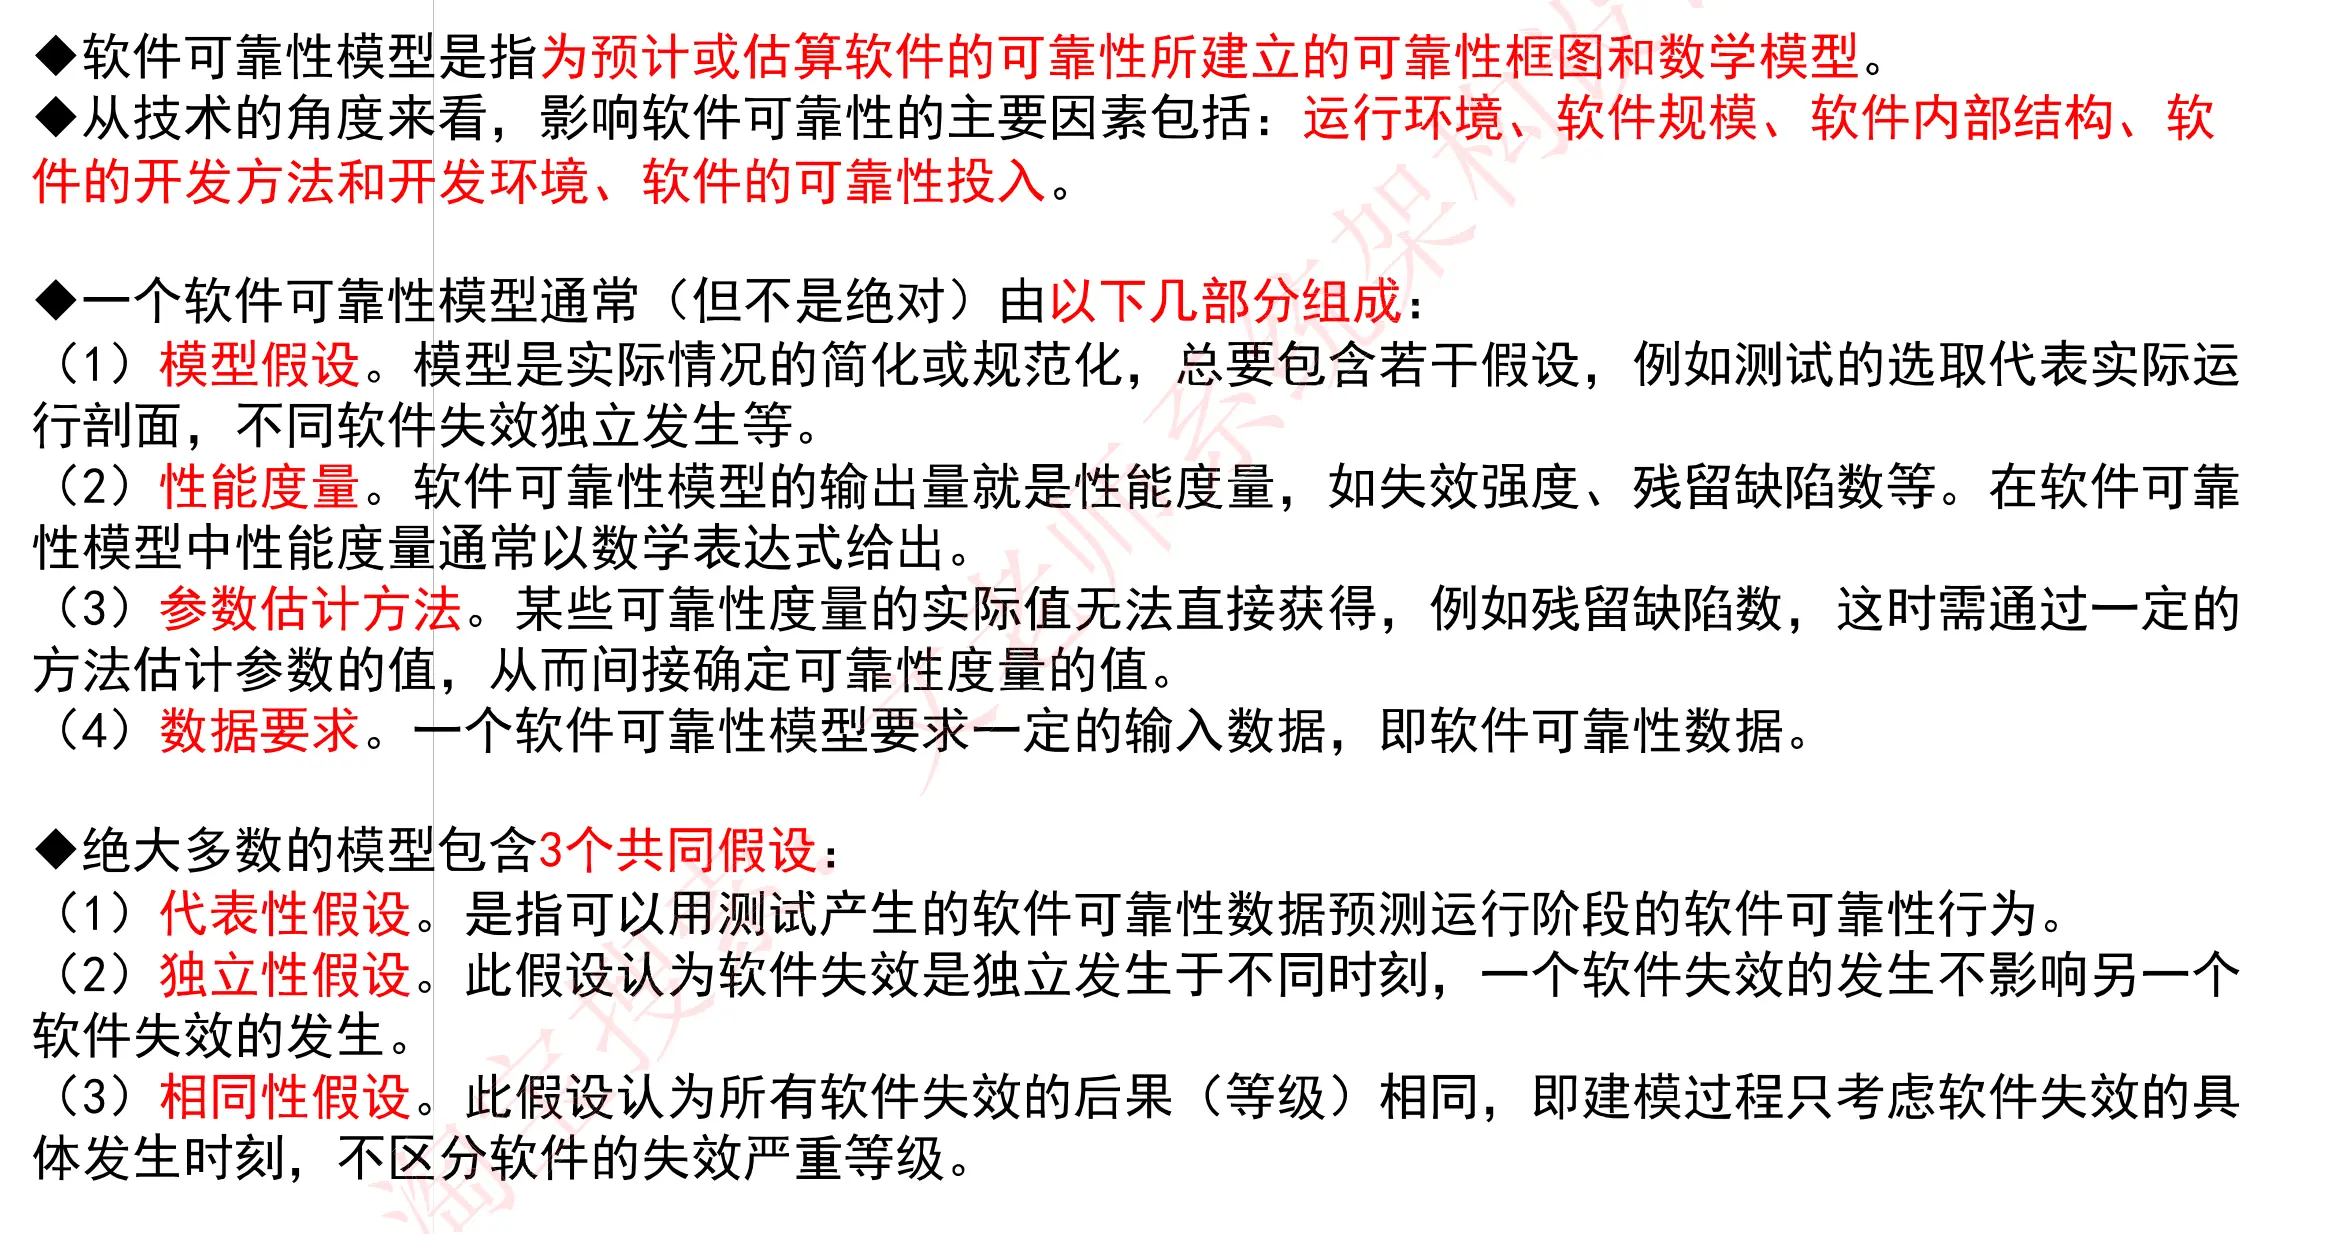 ◆软件可靠性模型是指为预计或估算软件的可靠性所建立的可靠性框图和数学模型。
◆从技术的角度来看，影响软件可靠性的主要因素包括：运行环境、软件规模、软件内部结构、软
件的开发方法和开发环境、软件的可靠性投入。
◆一个软件可靠性模型通常（但不是绝对）由以下几部分组成：
（1）模型假设。模型是实际情况的简化或规范化，总要包含若干假设，例如测试的选取代表实际运
行剖面，不同软件失效独立发生等。
（2）性能度量。软件可靠性模型的输出量就是性能度量，如失效强度、残留缺陷数等。在软件可靠
性模型中性能度量通常以数学表达式给出。
（3）参数估计方法。某些可靠性度量的实际值无法直接获得，例如残留缺陷数，这时需通过一定的
方法估计参数的值，从而间接确定可靠性度量的值。
（4）数据要求。一个软件可靠性模型要求一定的输入数据，即软件可靠性数据。
◆绝大多数的模型包含3个共同假设：
（1）代表性假设。是指可以用测试产生的软件可靠性数据预测运行阶段的软件可靠性行为。
（2）独立性假设。此假设认为软件失效是独立发生于不同时刻，一个软件失效的发生不影响另一个
软件失效的发生。
（3）相同性假设。此假设认为所有软件失效的后果（等级）相同，即建模过程只考虑软件失效的具
体发生时刻，不区分软件的失效严重等级。
淘宝搜索：文老师系统架构设